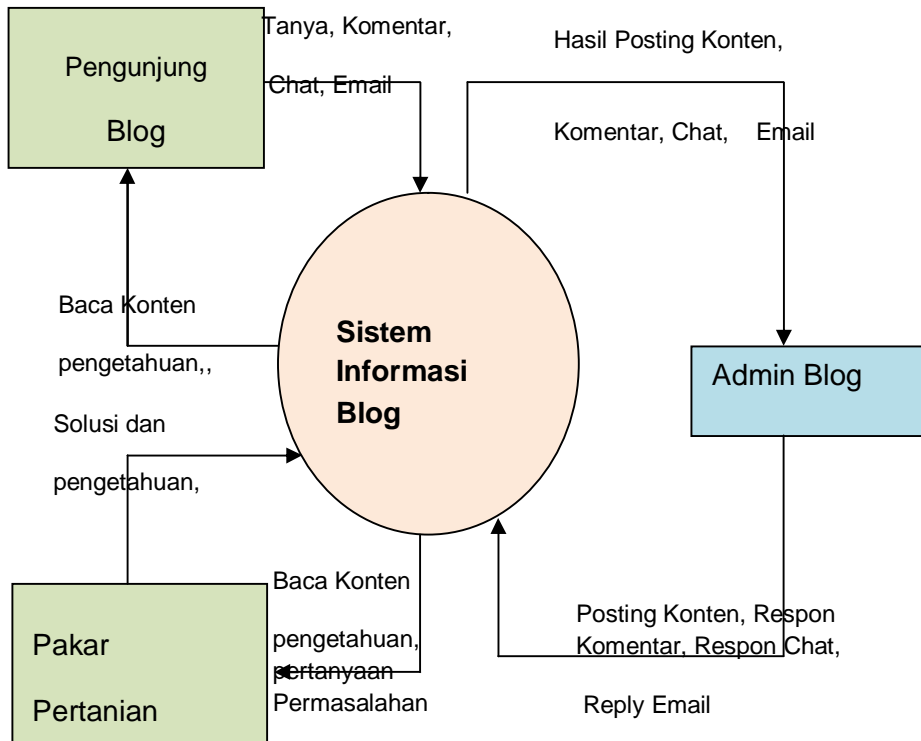 Pengunjung
Blog
Tanya, Komentar,
Chat, Email
Hasil Posting Konten,
Komentar, Chat, Email
Baca Konten
pengetahuan,,
Solusi dan
pengetahuan,
Sistem
Informasi
Blog
Admin Blog
Pakar
Pertanian
Baca Konten
pengetahuan,
pertanyaan
Permasalahan
Posting Konten, Respon
Komentar, Respon Chat,
Reply Email